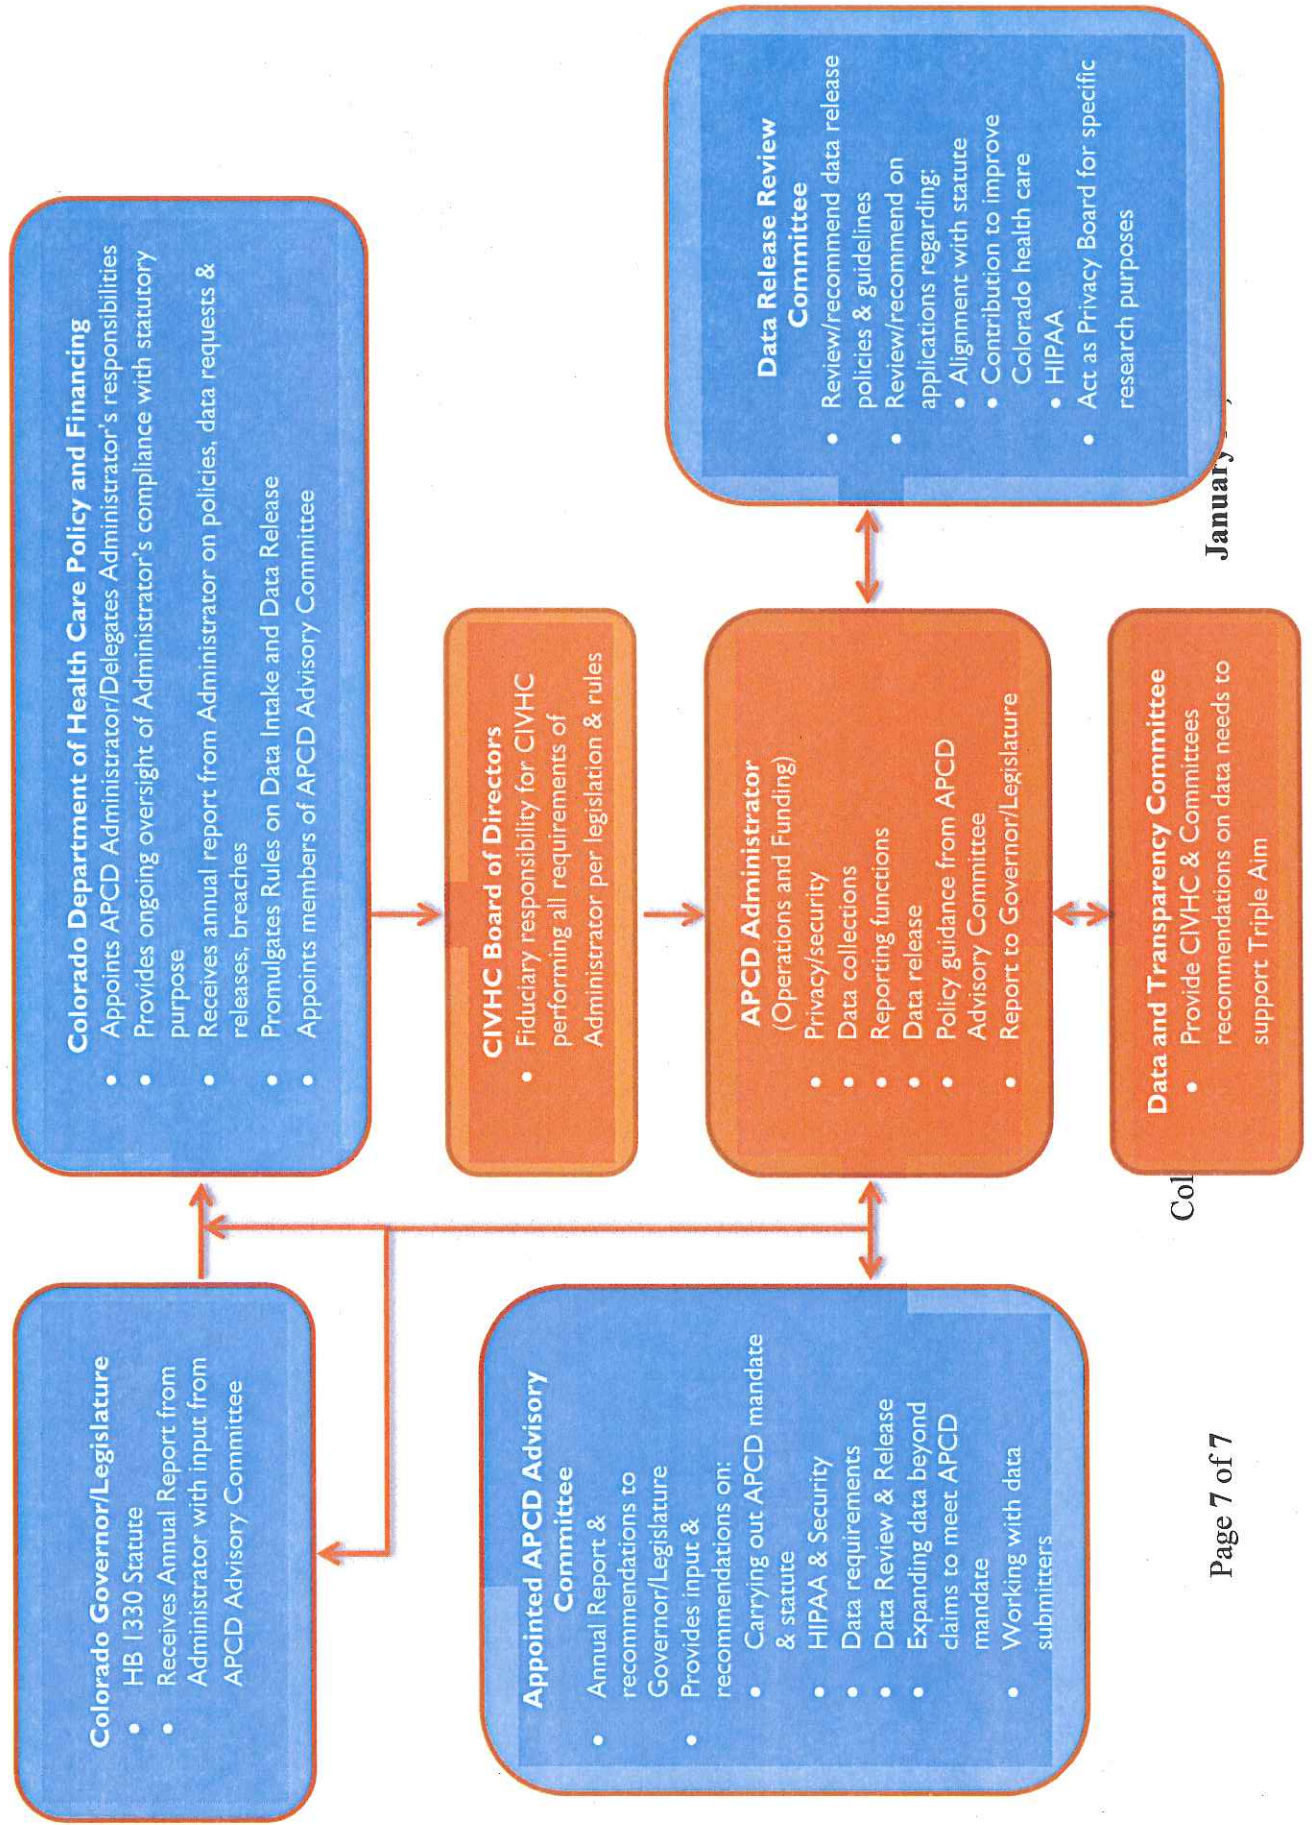 Colorado Governor/Legislature
• HB 1330 Statute
• Receives Annual Report from
Administrator with input from
APCD Advisory Committee
Colorado Department of Health Care Policy and Financing
• Appoints APCD Administrator/Delegates Administrator's responsibilities
• Provides ongoing oversight of Administrator's compliance with statutory
purpose
• Receives annual report from Administrator on policies, data requests &
releases, breaches
• Promulgates Rules on Data Intake and Data Release
• Appoints members of APCD Advisory Committee
CIVHC Board of Directors
• Fiduciary responsibility for CIVHC
performing all requirements of
Administrator per legislation & rules
Appointed APCD Advisory
Committee
• Annual Report &
recommendations to
Governor/Legislature
• Provides input &
recommendations on:
• Carrying out APCD mandate
& statute
• HIPAA & Security
• Data requirements
• Data Review & Release
• Expanding data beyond
claims to meet APCD
mandate
• Working with data
submitters
APCD Administrator
(Operations and Funding)
• Privacy/security
• Data collections
• Reporting functions
• Data release
• Policy guidance from APCD
Advisory Committee
• Report to Governor/Legislature
Data Release Review
Committee
• Review/recommend data release
policies & guidelines
• Review/recommend on
applications regarding:
• Alignment with statute
• Contribution to improve
Colorado health care
• HIPAA
• Act as Privacy Board for specific
research purposes
Data and Transparency Committee
• Provide CIVHC & Committees
recommendations on data needs to
support Triple Aim
Page 7 of 7
Col
January